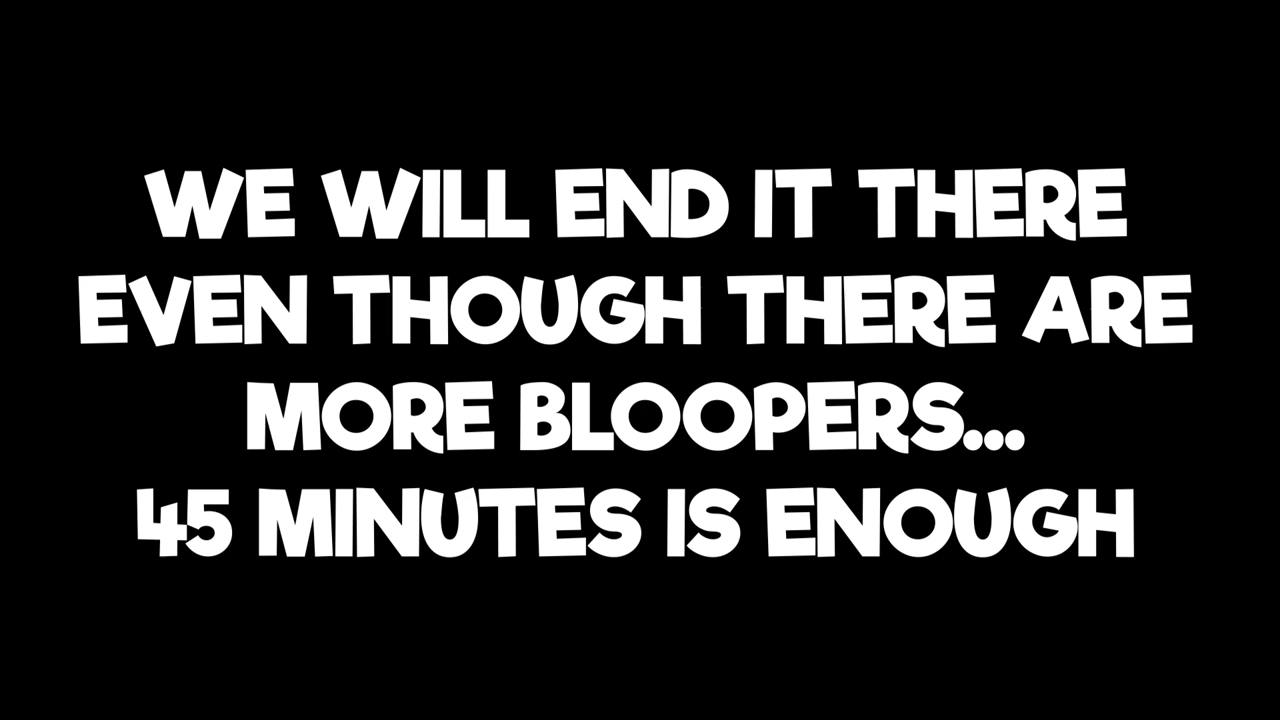 WE WILL END IT THERE
EVEN THOUGH THERE ARE
MORE BLOOPERS...
45 MINUTES IS ENOUGH